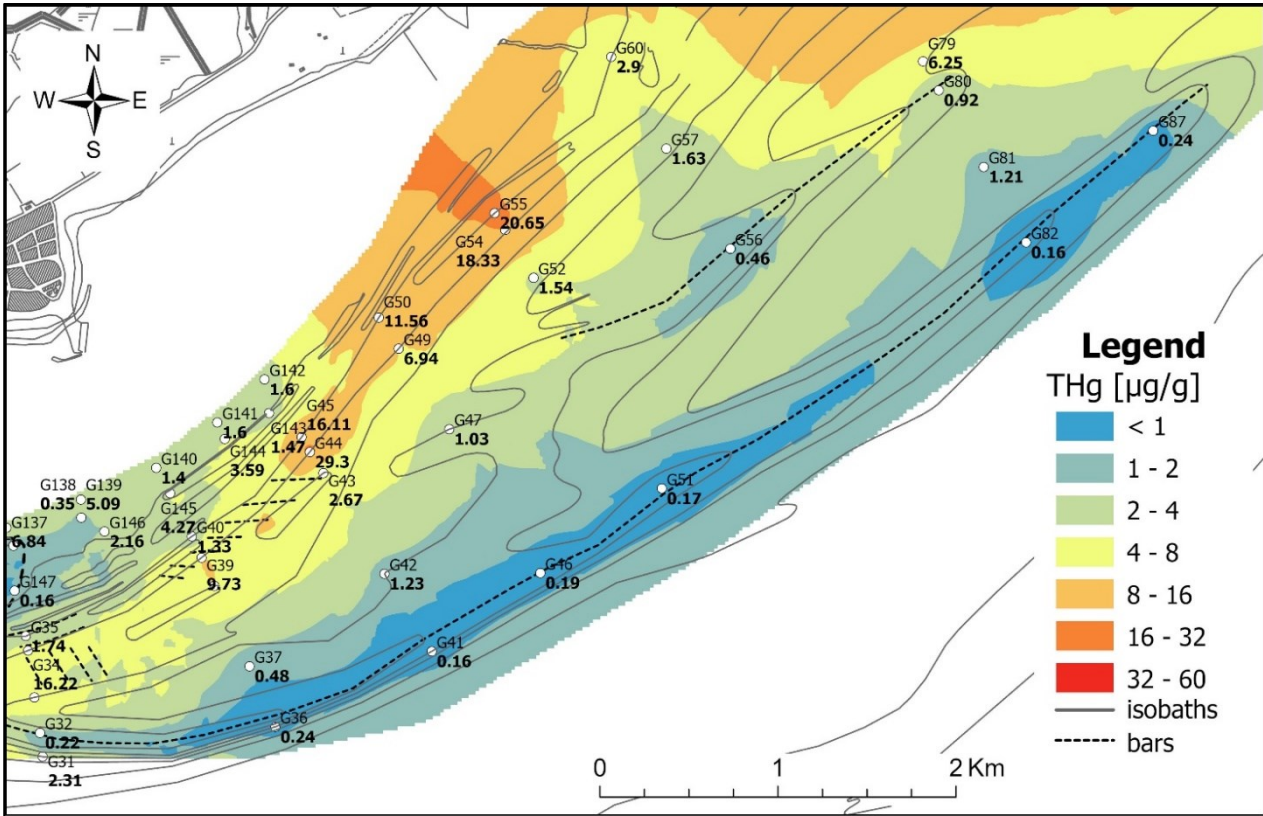 N
W E
S
G60
2.9
G79
6.25
G80
0.92
G87
0.24
G57
1.63
G81
1.21
G55
20.65
G54
18.33
G56
0.46
G82
0.16
G52
1.54
G50
11.56
G49
6.94
G142
1.6
G141
1.6
G45
16.11
G143
1.47
G44
29.3
G144
3.59
G43
2.67
G47
1.03
G140
1.4
G138
0.35
G139
5.09
G145
4.27
G146
2.16
G40
1.33
G39
9.73
G137
6.84
G147
0.16
G51
0.17
G42
1.23
G46
0.19
G35
1.74
G34
16.22
G41
0.16
G37
0.48
G36
0.24
G32
0.22
G31
2.31
Legend
THg [µg/g]
< 1
1 - 2
2 - 4
4 - 8
8 - 16
16 - 32
32 - 60
isobaths
bars
0 1 2 Km